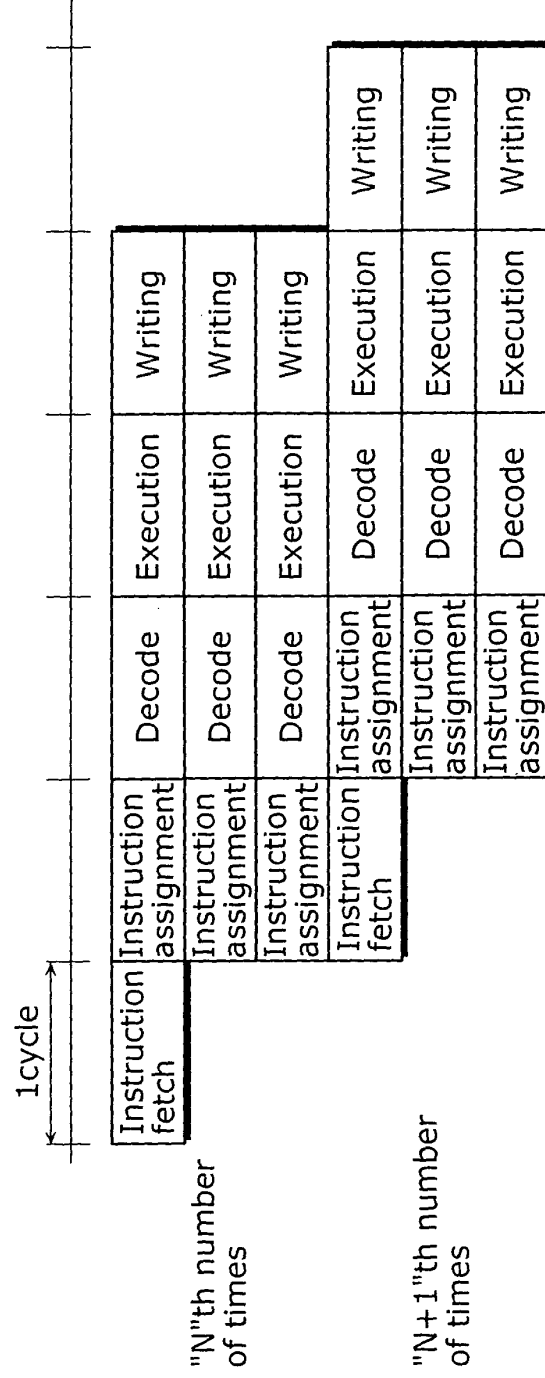 1cycle
Instruction
fetch
Instruction
assignment
Decode
Execution
Writing
Instruction
assignment
Decode
Execution
Writing
"N"th number
of times
Instruction
assignment
Decode
Execution
Writing
Instruction
fetch
Instruction
assignment
Decode
Execution
Writing
"N+1"th number
of times
Instruction
assignment
Decode
Execution
Writing
Instruction
assignment
Decode
Execution
Writing